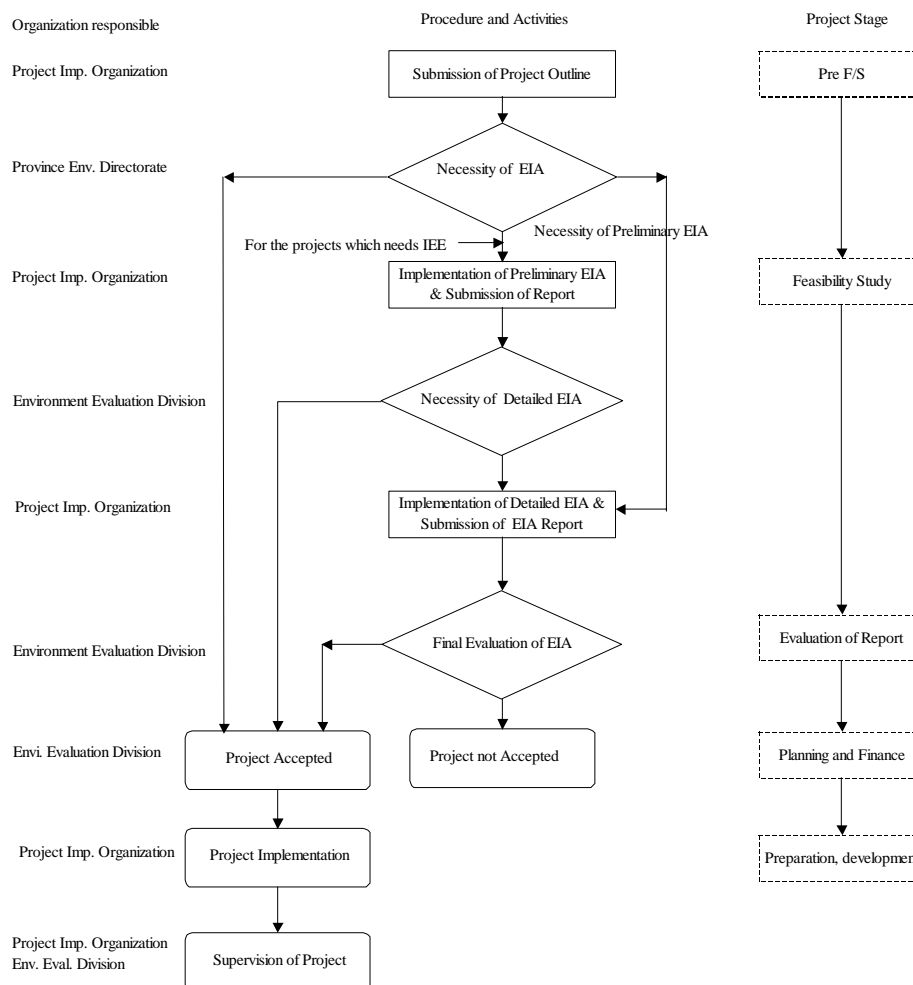 Organization responsible
Procedure and Activities
Project Stage
Project Imp. Organization
Submission of Project Outline
Pre F/S
Province Env. Directorate
Necessity of EIA
Necessity of Preliminary EIA
For the projects which needs IEE
Project Imp. Organization
Implementation of Preliminary EIA
& Submission of Report
Feasibility Study
Environment Evaluation Division
Necessity of Detailed EIA
Project Imp. Organization
Implementation of Detailed EIA &
Submission of EIA Report
Environment Evaluation Division
Final Evaluation of EIA
Evaluation of Report
Envi. Evaluation Division
Project Accepted
Project not Accepted
Planning and Finance
Project Imp. Organization
Project Implementation
Preparation, developmen
Project Imp. Organization
Env. Eval. Division
Supervision of Project